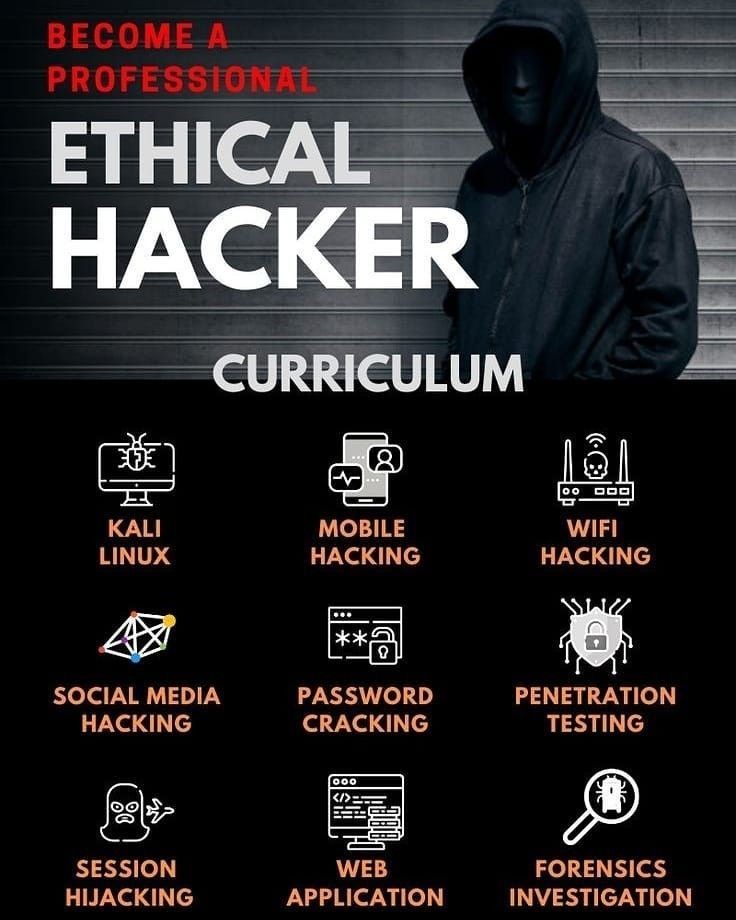 BECOME A
PROFESSIONAL
ETHICAL
HACKER
CURRICULUM
KALI
LINUX
MOBILE
HACKING
WIFI
HACKING
**
SOCIAL MEDIA
HACKING
PASSWORD
CRACKING
PENETRATION
TESTING
</>
SESSION
HIJACKING
WEB
APPLICATION
FORENSICS
INVESTIGATION